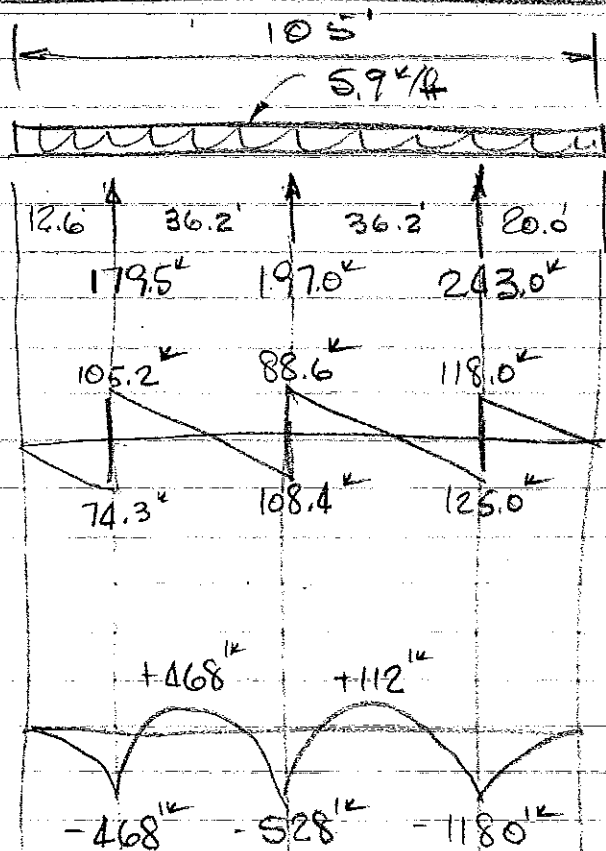 105'
5.9 k/ft
12.6' 36.2' 36.2' 20.0'
179.5k 197.0k 243.0k
105.2k 88.6k 118.0k
74.3k 108.4k 125.0k
+468'k +112'k
-468'k -528'k -1180'k